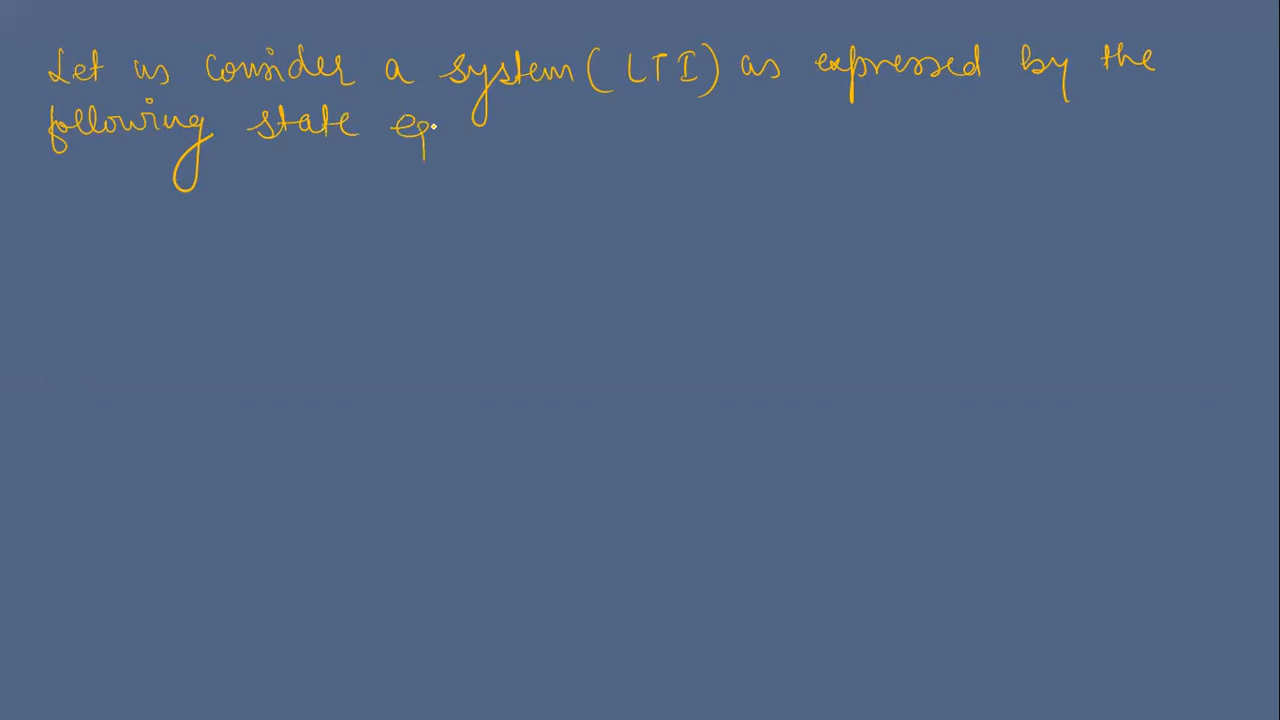 Let us consider a system (LTI) as expressed by the
following state eq